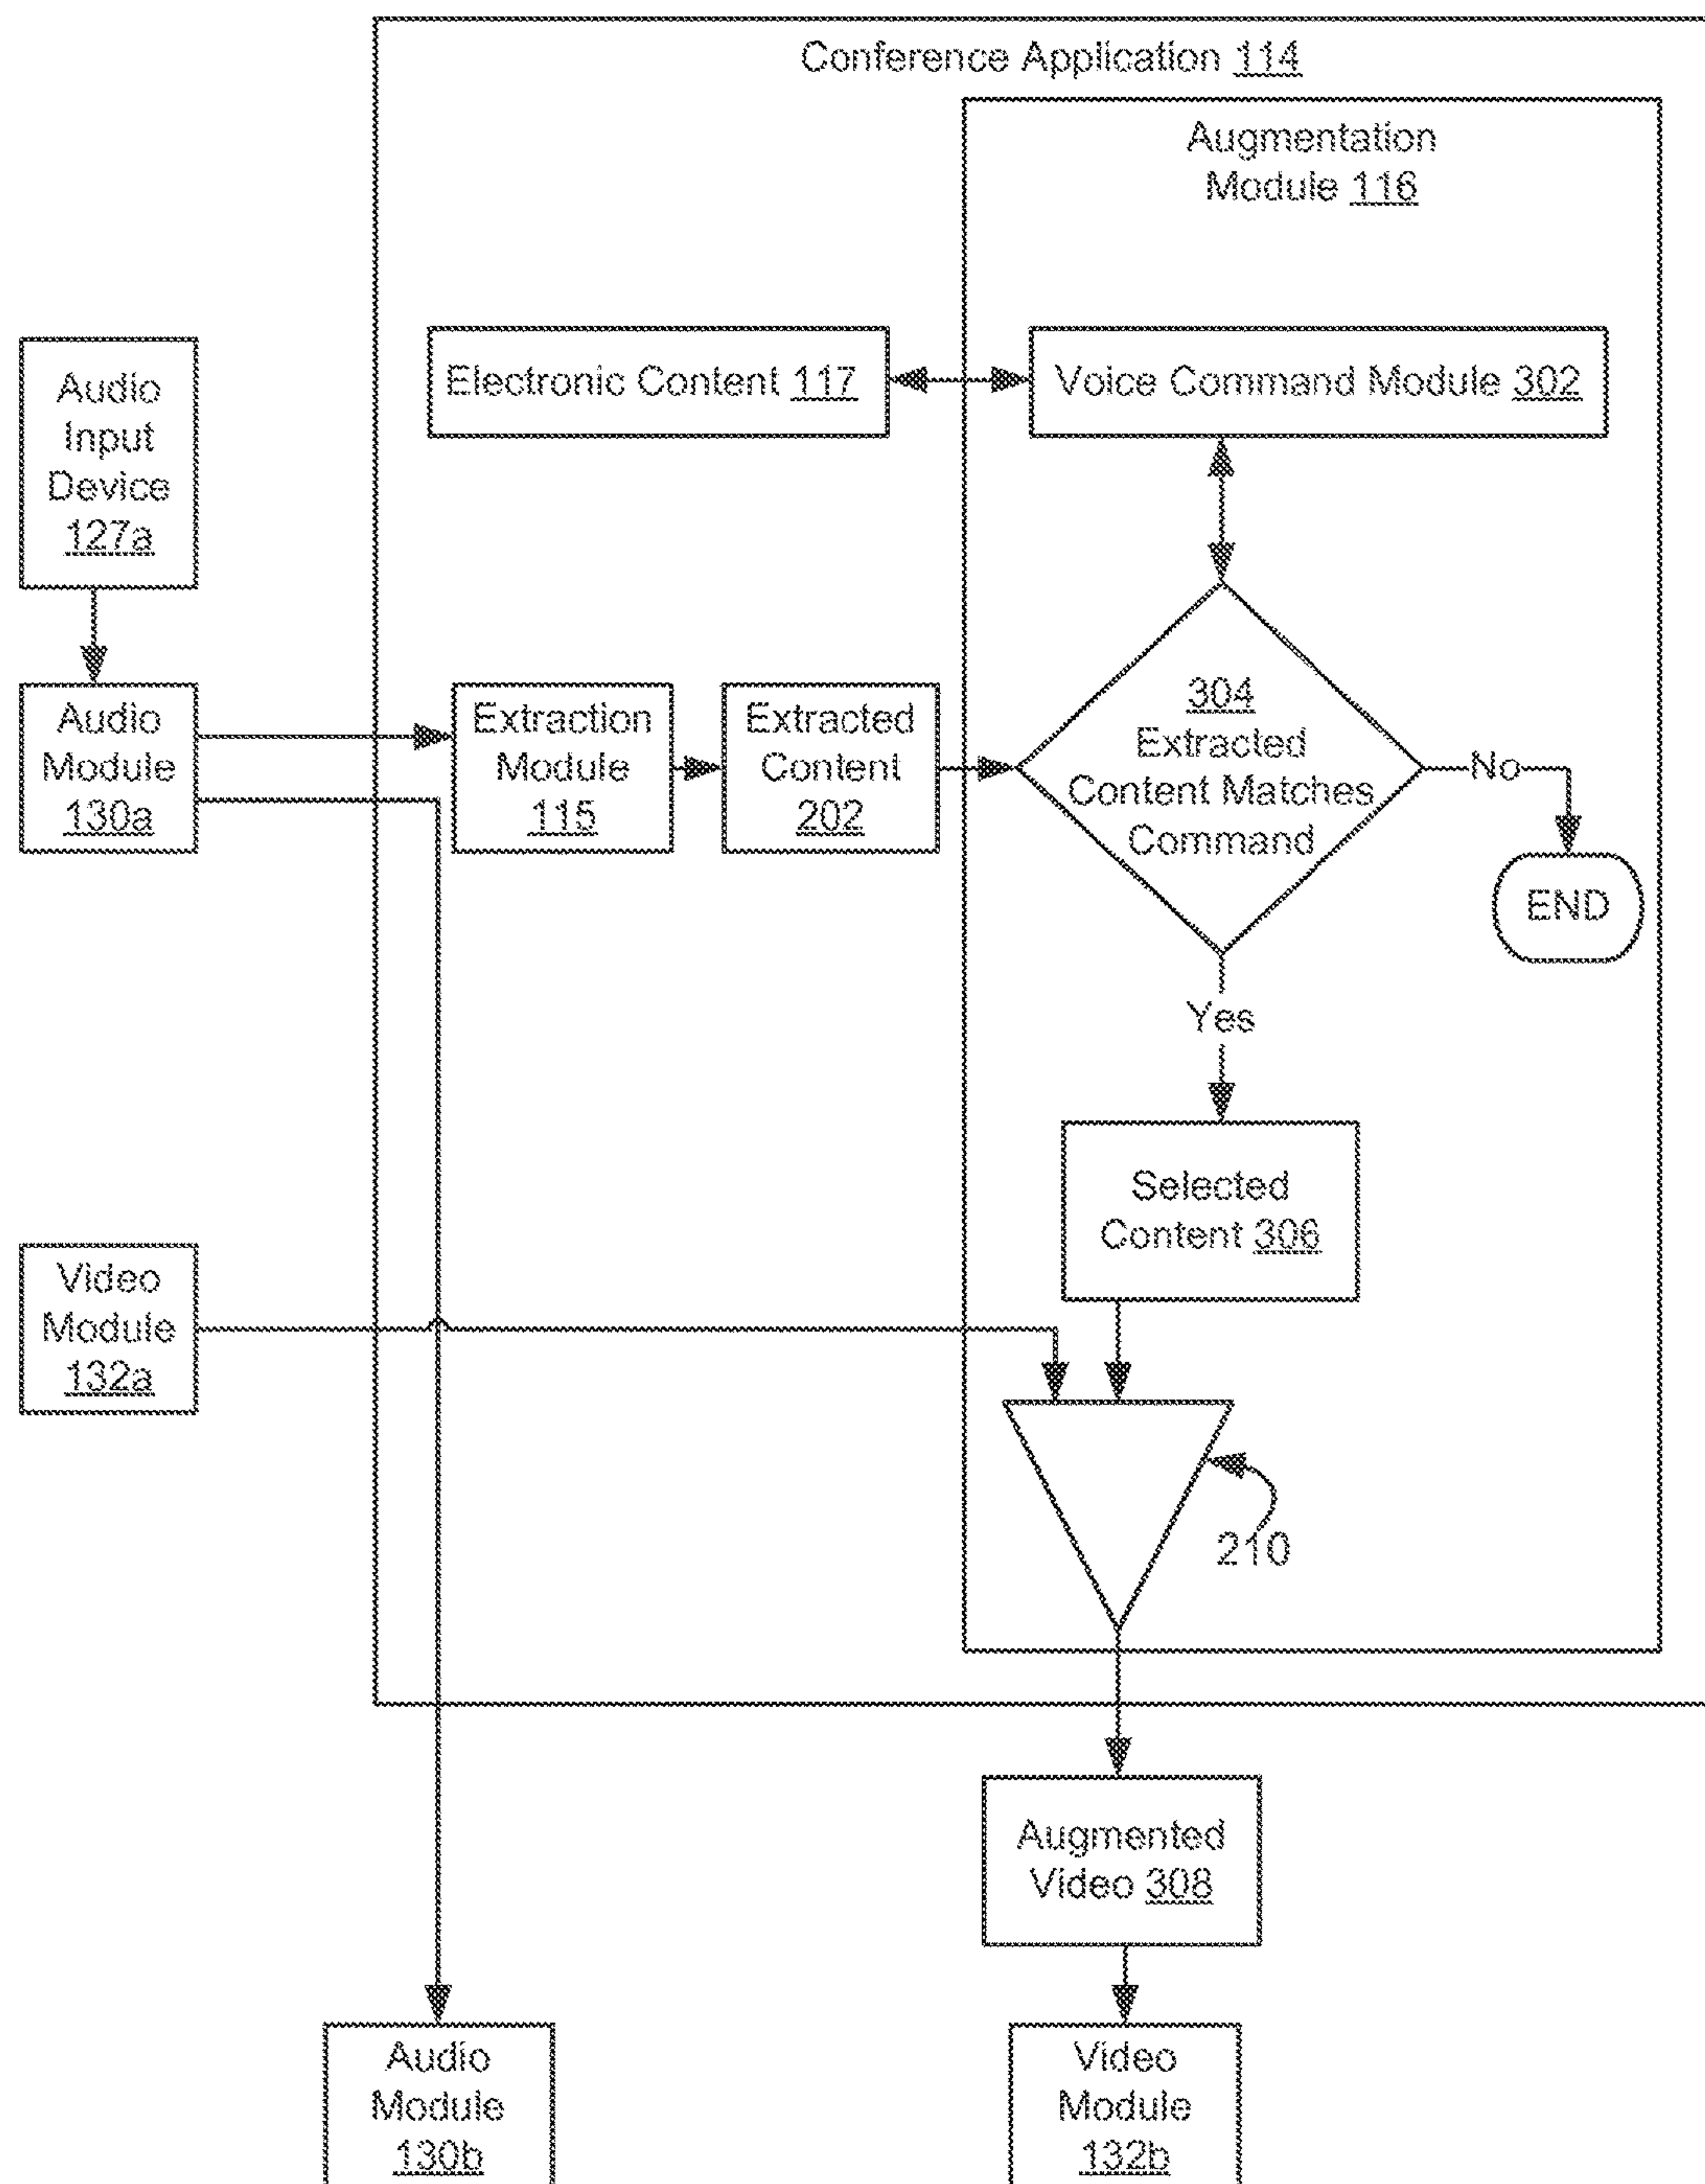 Conference Application 114
Augmentation
Module 116
Electronic Content 117
Voice Command Module 302
Audio
Input
Device
127a
Audio
Module
130a
Extraction
Module
115
Extracted
Content
202
304
Extracted
Content Matches
Command
No
END
Yes
Selected
Content 306
Video
Module
132a
210
Augmented
Video 308
Audio
Module
130b
Video
Module
132b